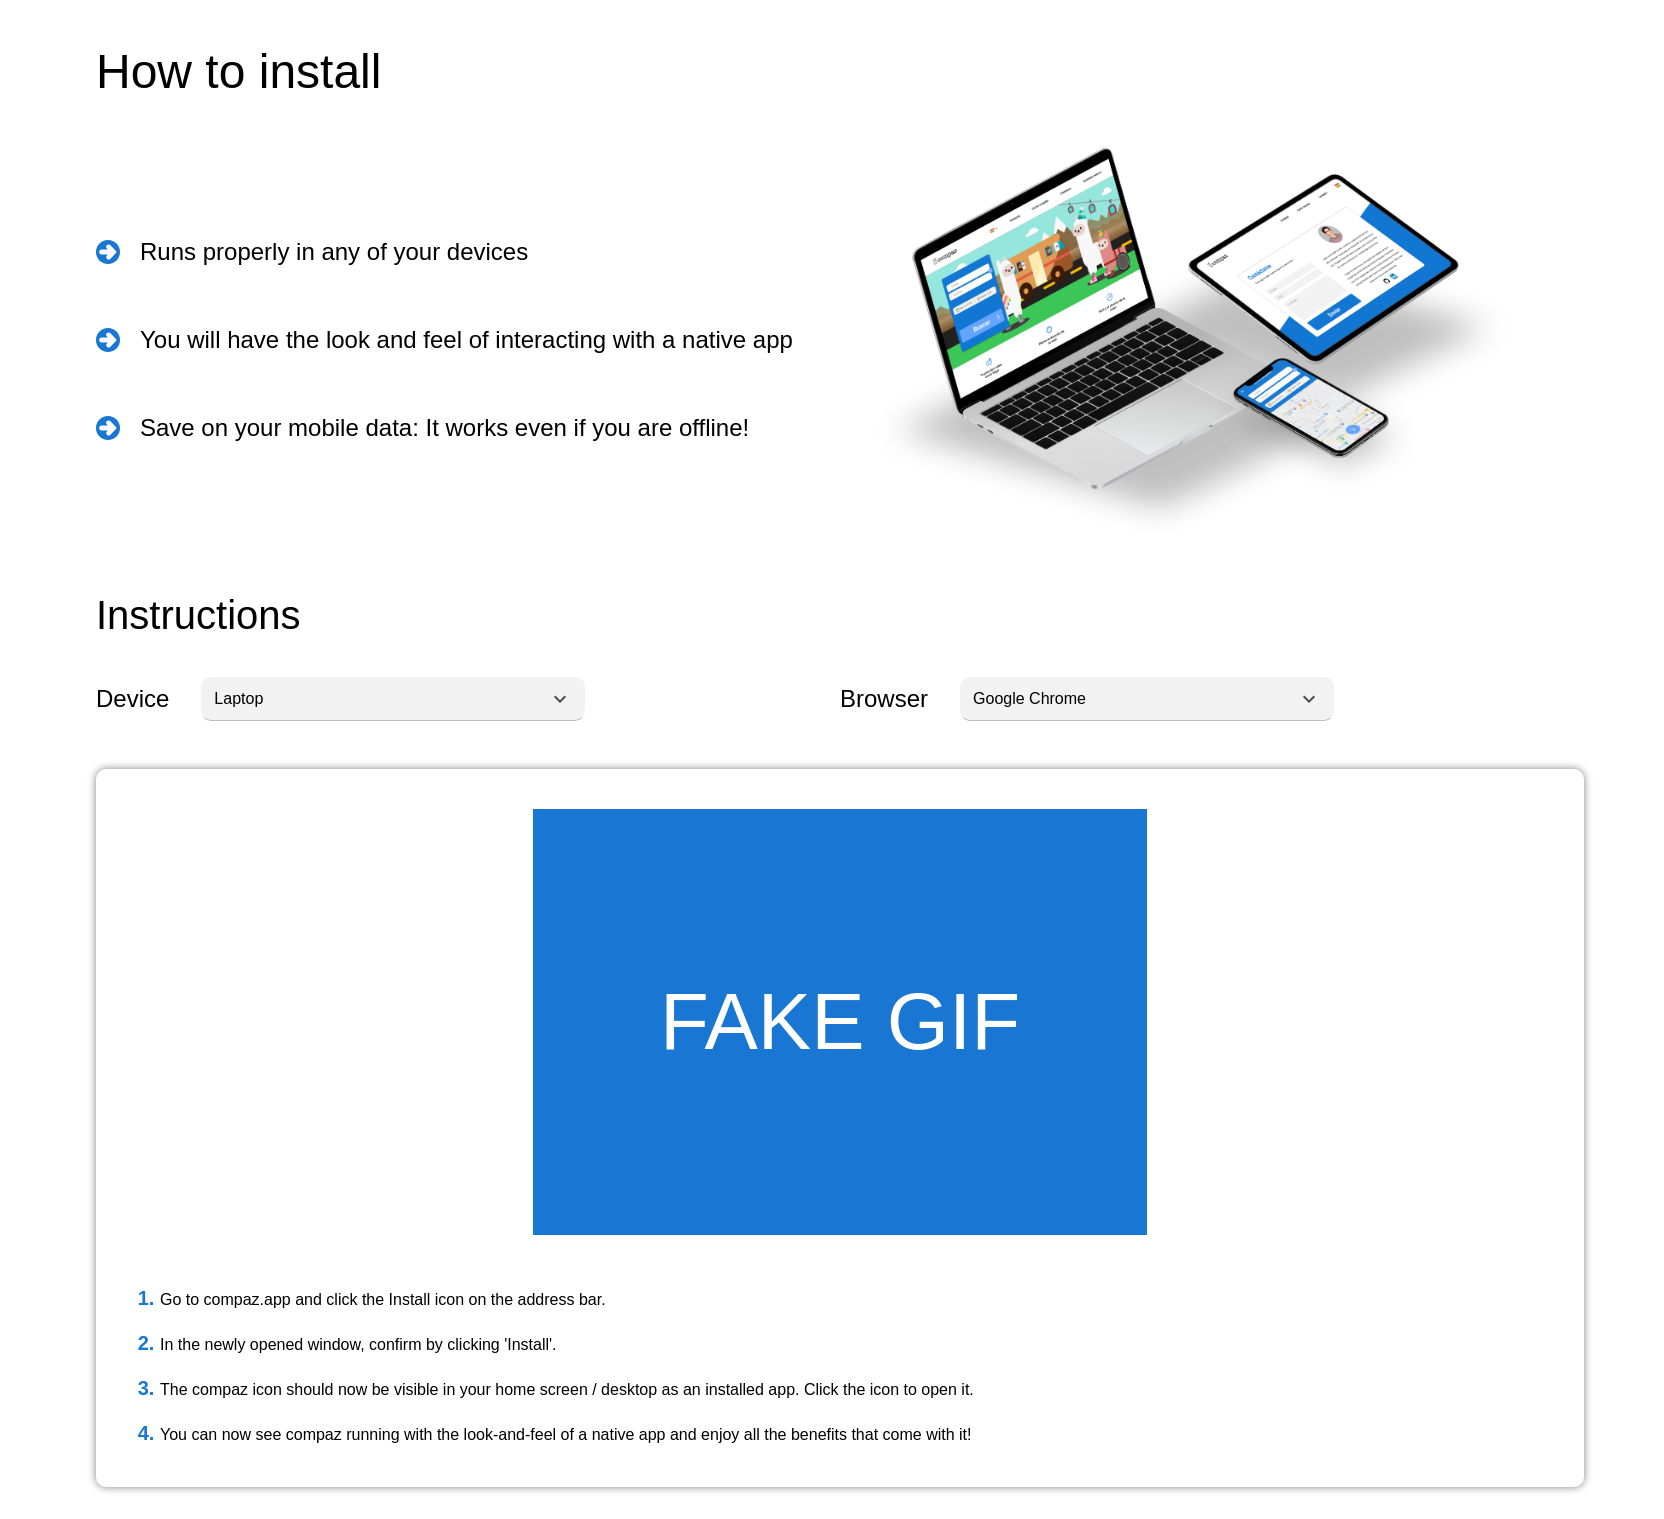 How to install
Runs properly in any of your devices
You will have the look and feel of interacting with a native app
Save on your mobile data: It works even if you are offline!
compaz
Buscar
compaz
Contáctame
Enviar
Instructions
Device
Laptop
Browser
Google Chrome
FAKE GIF
1. Go to compaz.app and click the Install icon on the address bar.
2. In the newly opened window, confirm by clicking 'Install'.
3. The compaz icon should now be visible in your home screen / desktop as an installed app. Click the icon to open it.
4. You can now see compaz running with the look-and-feel of a native app and enjoy all the benefits that come with it!